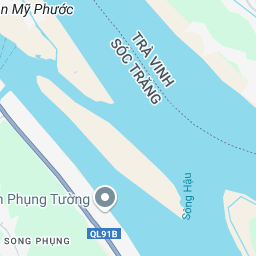 n Mỹ Phước
TRÀ VINH
SÓC TRĂNG
Sông Hậu
n Phụng Tường
QL91B
SONG PHỤNG